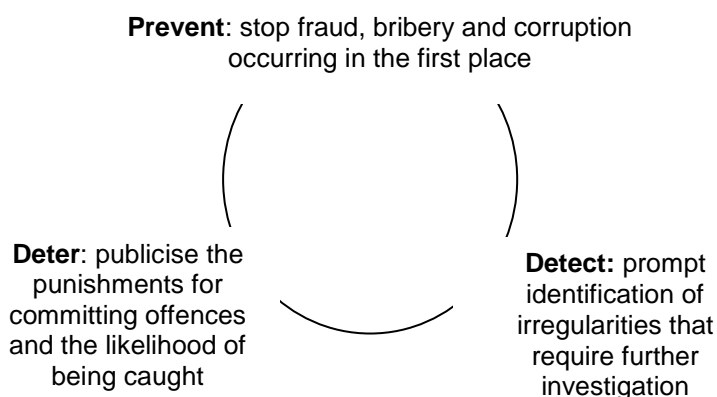 Prevent: stop fraud, bribery and corruption
occurring in the first place
Deter: publicise the
punishments for
committing offences
and the likelihood of
being caught
Detect: prompt
identification of
irregularities that
require further
investigation